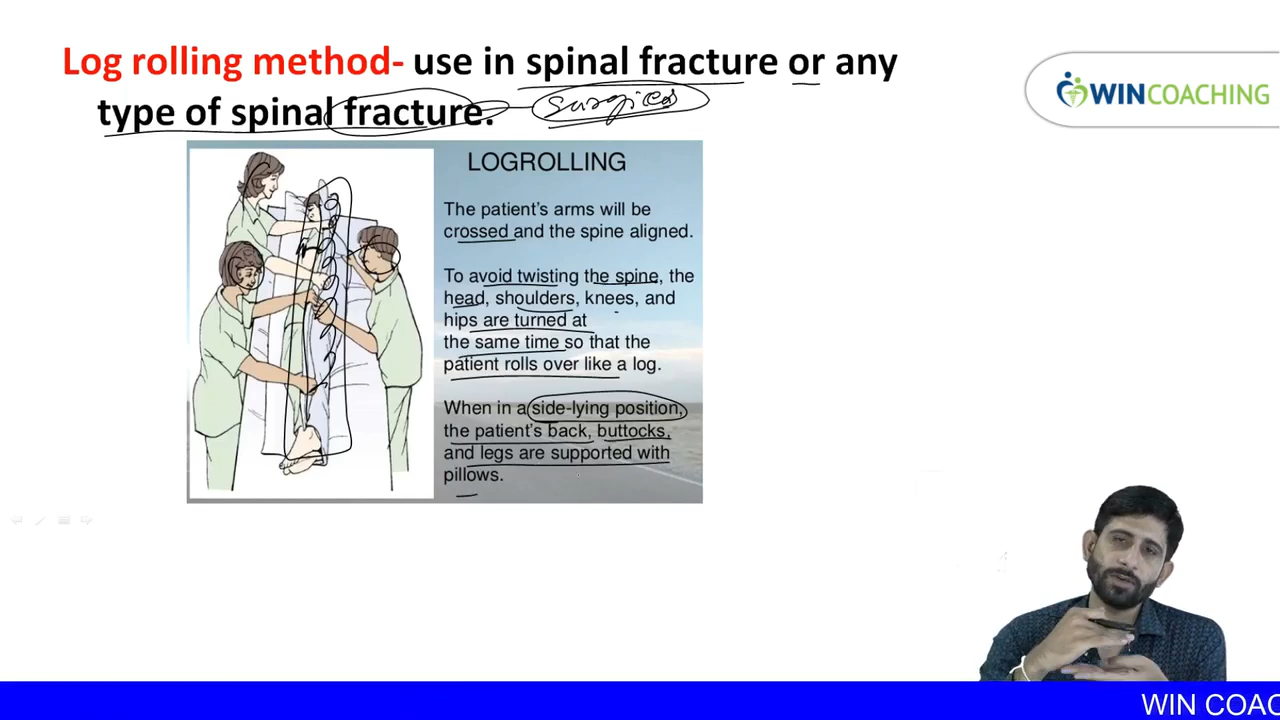 Log rolling method- use in spinal fracture or any
type of spinal fracture.
WINCOACHING
LOGROLLING
The patient's arms will be
crossed and the spine aligned.
To avoid twisting the spine, the
head, shoulders, knees, and
hips are turned at
the same time so that the
patient rolls over like a log.
When in a side-lying position,
the patient's back, buttocks,
and legs are supported with
pillows.
WIN COAC